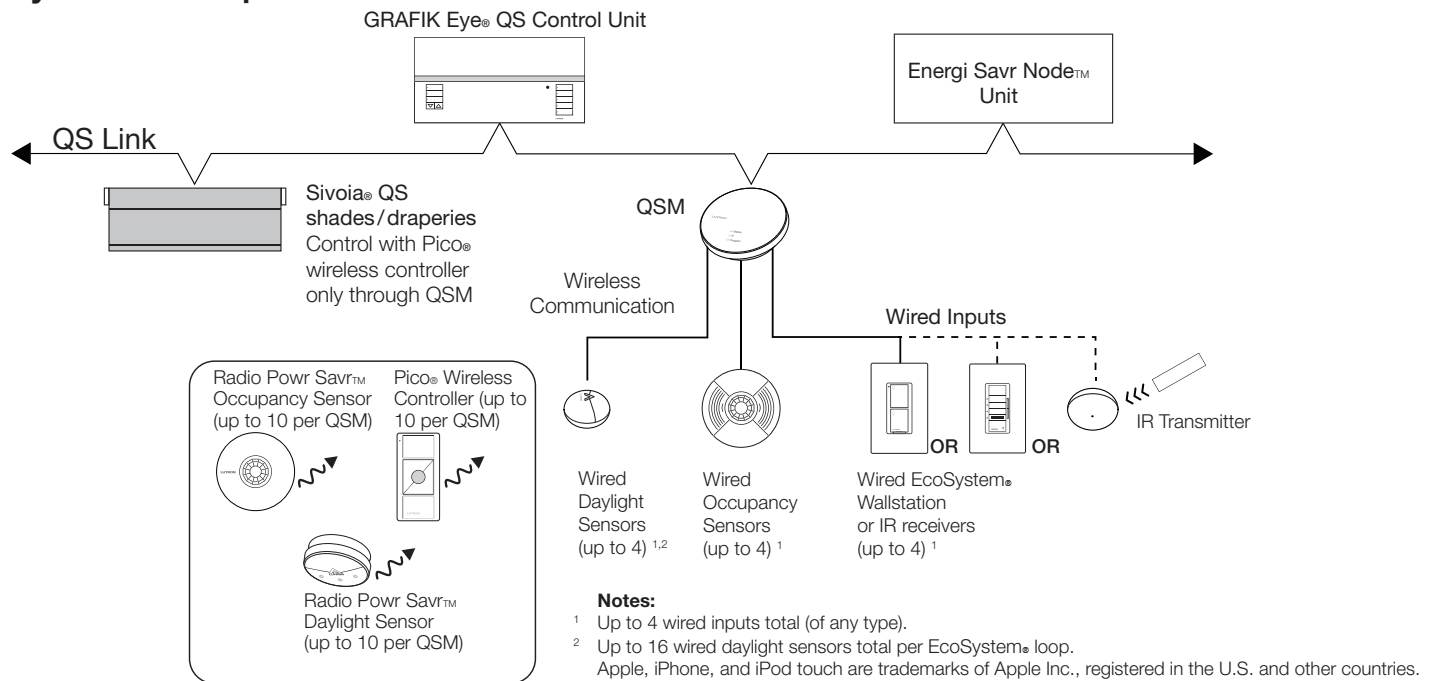 GRAFIK Eye® QS Control Unit
Energi Savr Node™
Unit
QS Link
Sivoia® QS
shades/draperies
Control with Pico®
wireless controller
only through QSM
QSM
Wireless
Communication
Wired Inputs
IR Transmitter
OR
OR
Radio Powr Savr™
Occupancy Sensor
(up to 10 per QSM)
Pico® Wireless
Controller (up to
10 per QSM)
Radio Powr Savr™
Daylight Sensor
(up to 10 per QSM)
Wired
Daylight
Sensors
(up to 4) 1,2
Wired
Occupancy
Sensors
(up to 4) 1
Wired EcoSystem®
Wallstation
or IR receivers
(up to 4) 1
Notes:
1 Up to 4 wired inputs total (of any type).
2 Up to 16 wired daylight sensors total per EcoSystem® loop.
Apple, iPhone, and iPod touch are trademarks of Apple Inc., registered in the U.S. and other countries.